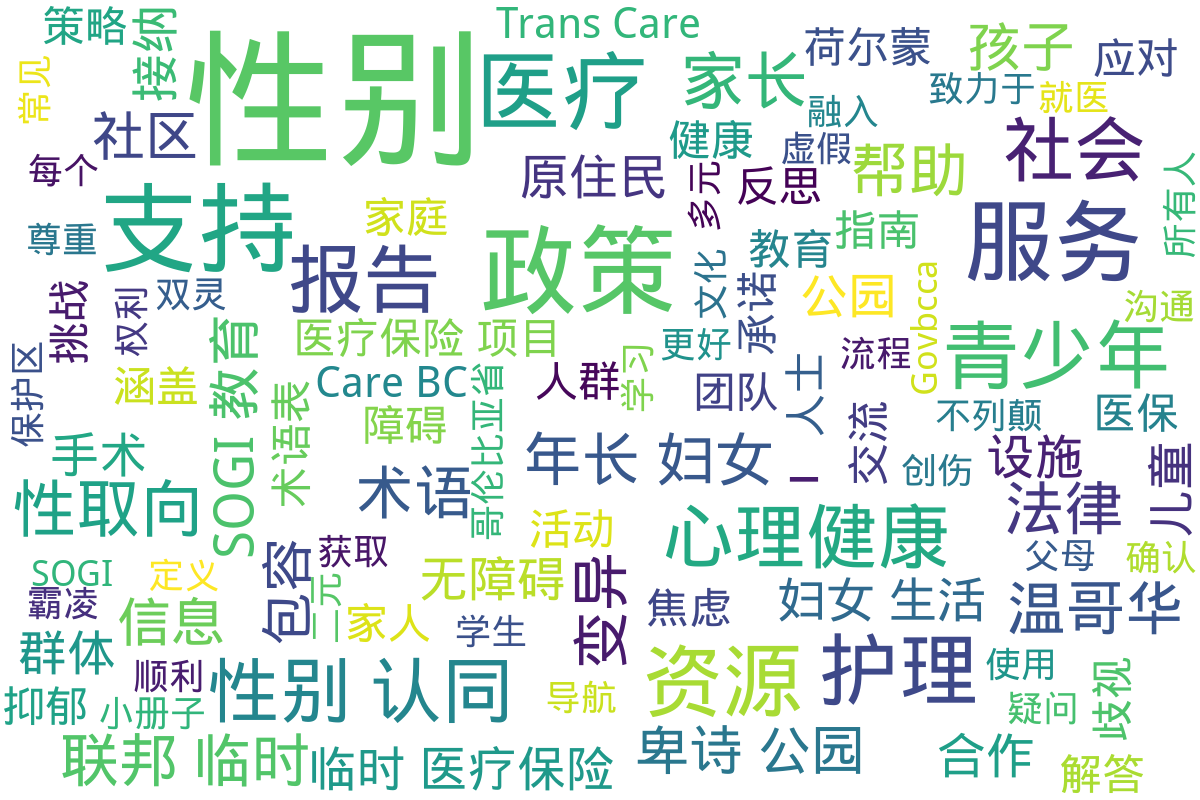 策略
接纳
Trans Care
荷尔蒙
孩子
应对
常见
性别
医疗
家长
致力于
就医
融入
社区
健康
虚假
社会
每个
原住民
多元
反思
帮助
所有人
支持
家庭
指南
服务
尊重
报告
政策
教育
文化
双灵
挑战
权利
承诺
公园
Govbcca
沟通
医疗保险 项目
更好
流程
青少年
保护区
涵盖
SOGI 教育
Care BC
人群
学习
团队
人士
术语表
障碍
哥伦比亚省
不列颠
医保
手术
年长 妇女
交流
创伤
设施
儿童
性取向
术语
一
法律
活动
心理健康
获取
父母
确认
SOGI
定义
包容
无障碍
变异
霸凌
信息
二元
家人
学生
焦虑
妇女 生活
温哥华
群体
顺利
性别 认同
导航
资源
护理
使用
抑郁
小册子
疑问
歧视
联邦 临时
临时 医疗保险
卑诗 公园
合作
解答